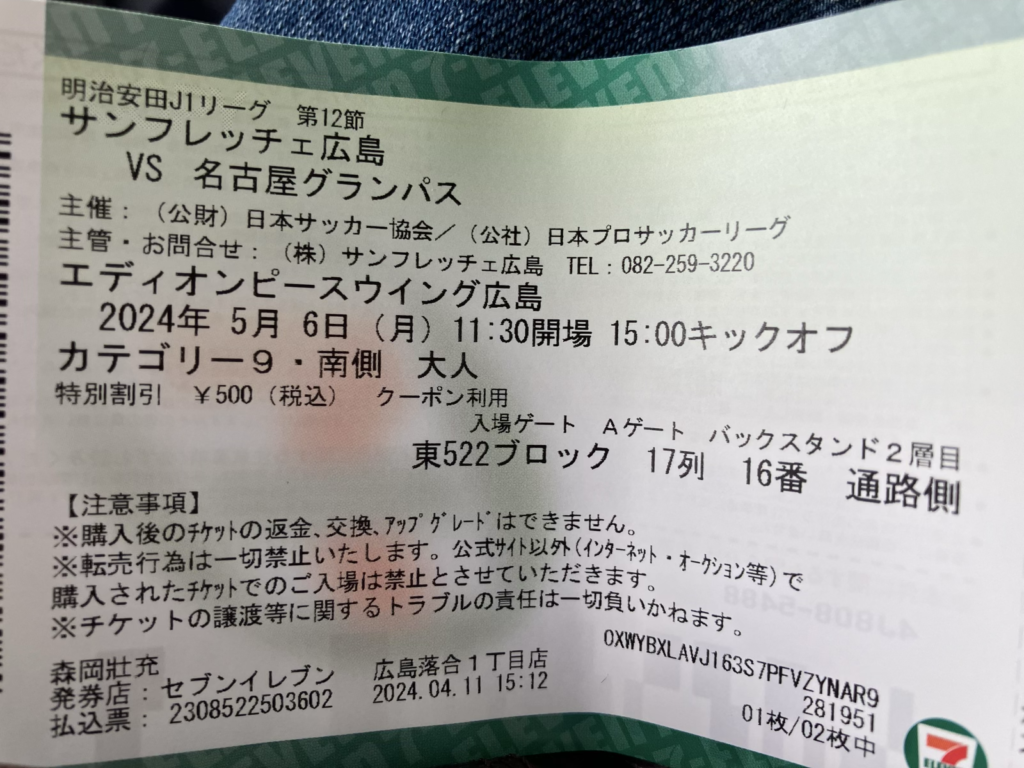 明治安田J1リーグ 第12節
サンフレッチェ広島
VS 名古屋グランパス
主催：（公財）日本サッカー協会／（公社）日本プロサッカーリーグ
主管・お問合せ：（株）サンフレッチェ広島 TEL：082-259-3220
エディオンピースウイング広島
2024年 5月 6日（月）11:30開場 15:00キックオフ
カテゴリー９・南側 大人
特別割引 ￥500（税込） クーポン利用
入場ゲート Ａゲート バックスタンド２層目
東522ブロック 17列 16番 通路側
【注意事項】
※購入後のﾁｹｯﾄの返金､交換､ｱｯﾌﾟｸﾞﾚｰﾄﾞはできません。
※転売行為は一切禁止いたします。公式ｻｲﾄ以外(ｲﾝﾀｰﾈｯﾄ・ｵｰｸｼｮﾝ等)で
購入されたﾁｹｯﾄでのご入場は禁止とさせていただきます。
※チケットの譲渡等に関するトラブルの責任は一切負いかねます。
0XWYBXLAVJ163S7PFVZYNAR9
森岡壯充
発券店：セブンイレブン 広島落合１丁目店
281951
払込票：2308522503602 2024.04.11 15:12
01枚/02枚中
7-ELEVEN